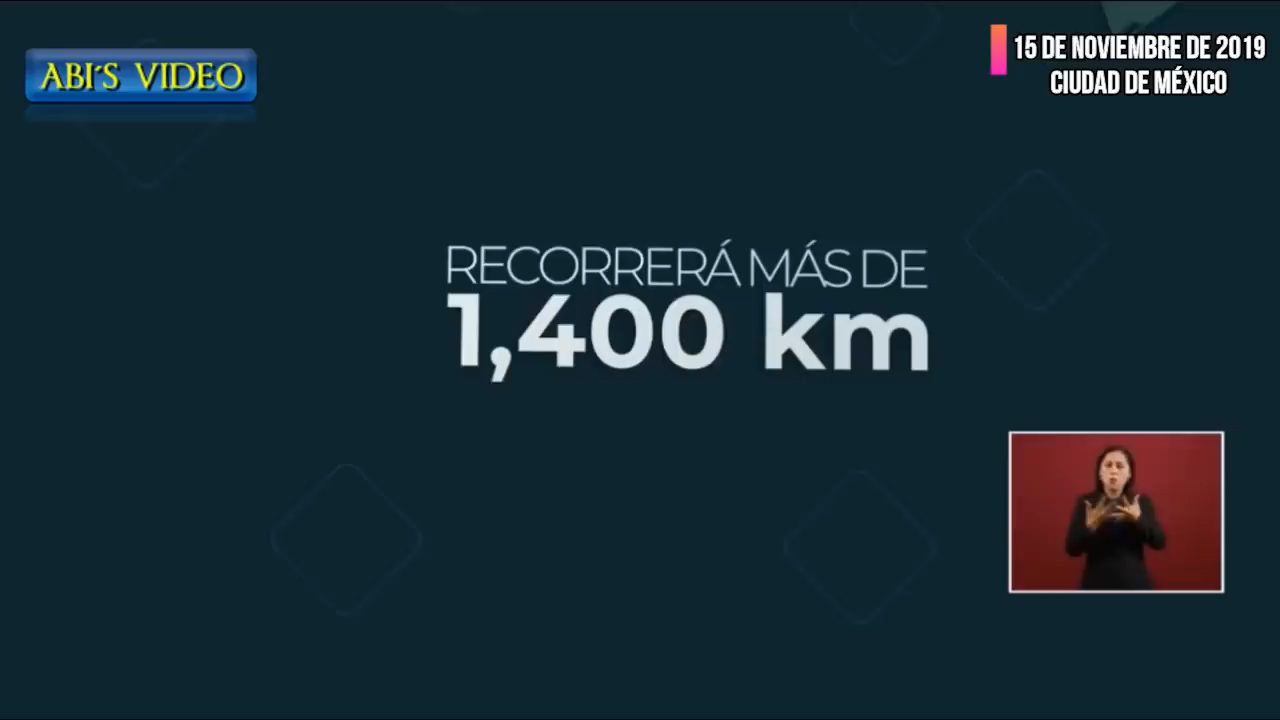 ABI´S VIDEO
15 DE NOVIEMBRE DE 2019
CIUDAD DE MÉXICO
RECORRERÁ MÁS DE
1,400 km